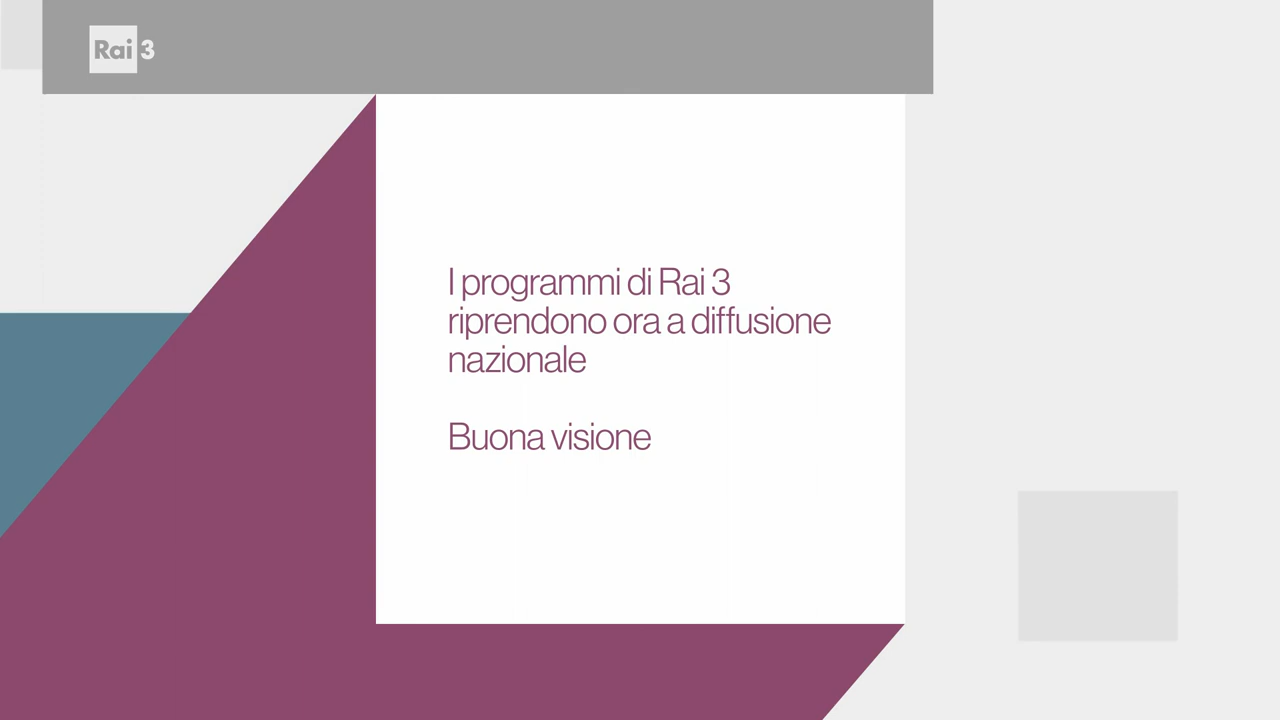 Rai 3
I programmi di Rai 3
riprendono ora a diffusione
nazionale
Buona visione